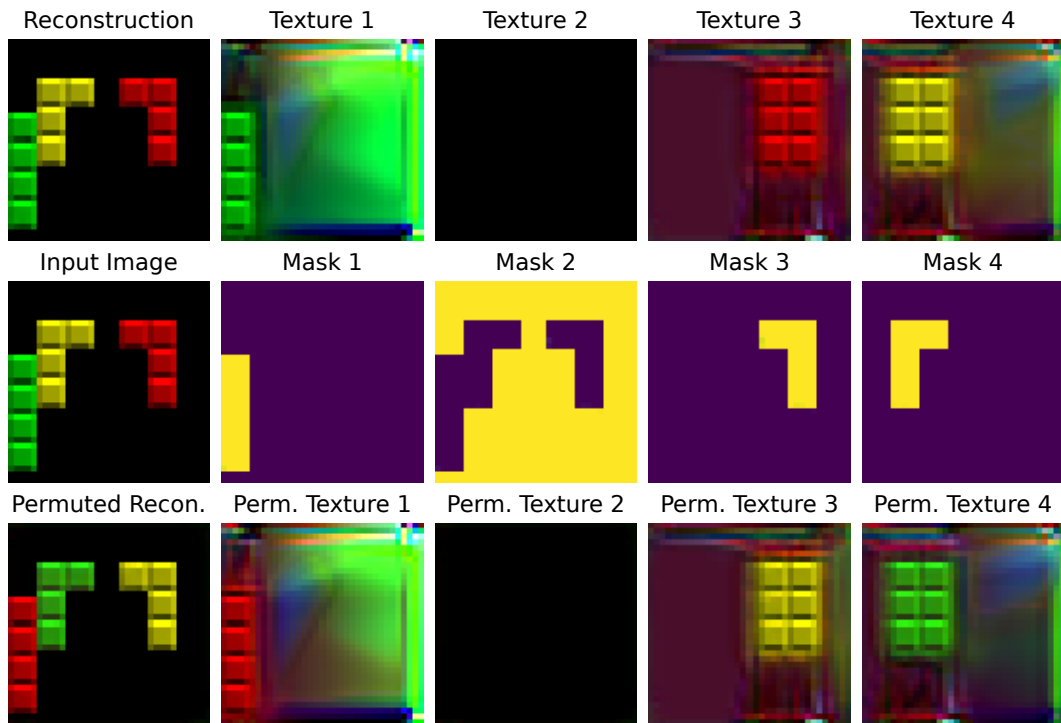 Reconstruction
Texture 1
Texture 2
Texture 3
Texture 4
Input Image
Mask 1
Mask 2
Mask 3
Mask 4
Permuted Recon.
Perm. Texture 1
Perm. Texture 2
Perm. Texture 3
Perm. Texture 4